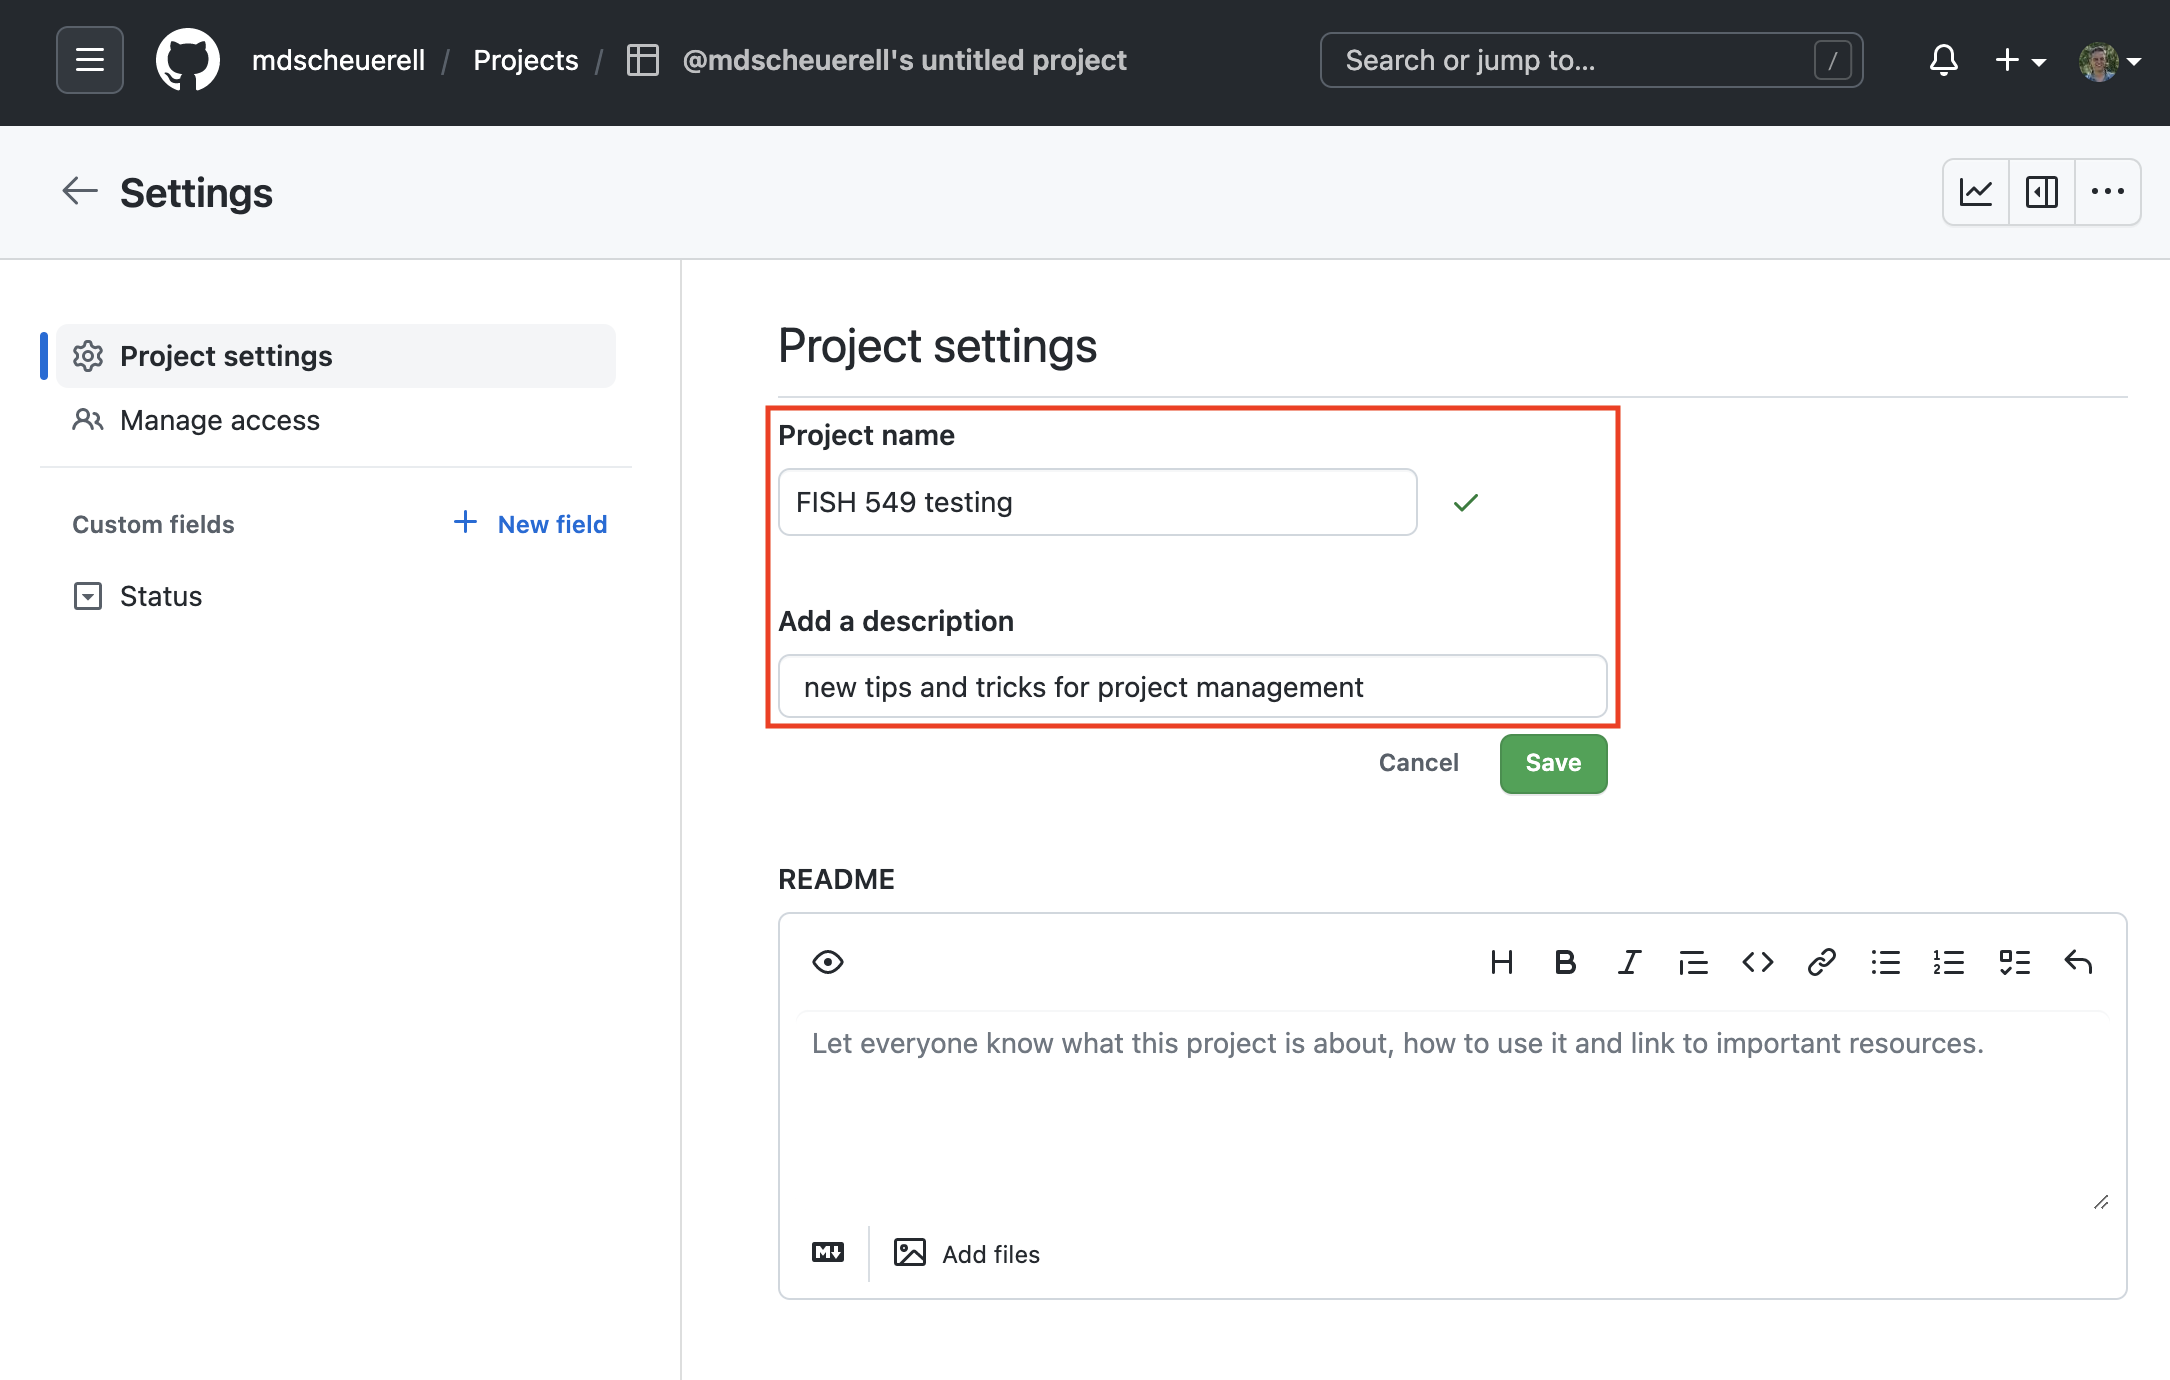 mdscheuerell / Projects / @mdscheuerell's untitled project
Search or jump to... /
Settings
Project settings
Manage access
Custom fields
New field
Status
Project settings
Project name
FISH 549 testing
Add a description
new tips and tricks for project management
Cancel
Save
README
Let everyone know what this project is about, how to use it and link to important resources.
Add files